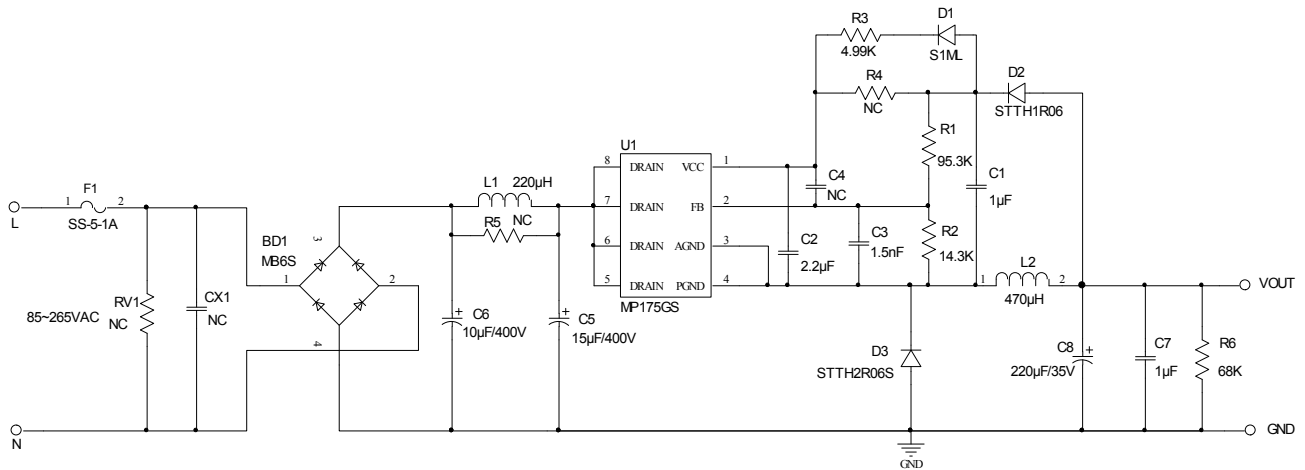 R3
4.99K
D1
S1ML
R4
NC
D2
STTH1R06
U1
8 DRAIN VCC 1
7 DRAIN FB 2
6 DRAIN AGND 3
5 DRAIN PGND 4
MP175GS
R1
95.3K
C4
NC
C1
1µF
L1 220µH
R5 NC
F1
1 2
SS-5-1A
L
BD1
MB6S
3
1
2
4
C2
2.2µF
C3
1.5nF
R2
14.3K
1 L2 2
470µH
VOUT
85~265VAC
RV1
NC
CX1
NC
C6
10µF/400V
C5
15µF/400V
D3
STTH2R06S
C8
220µF/35V
C7
1µF
R6
68K
N
GND
GND